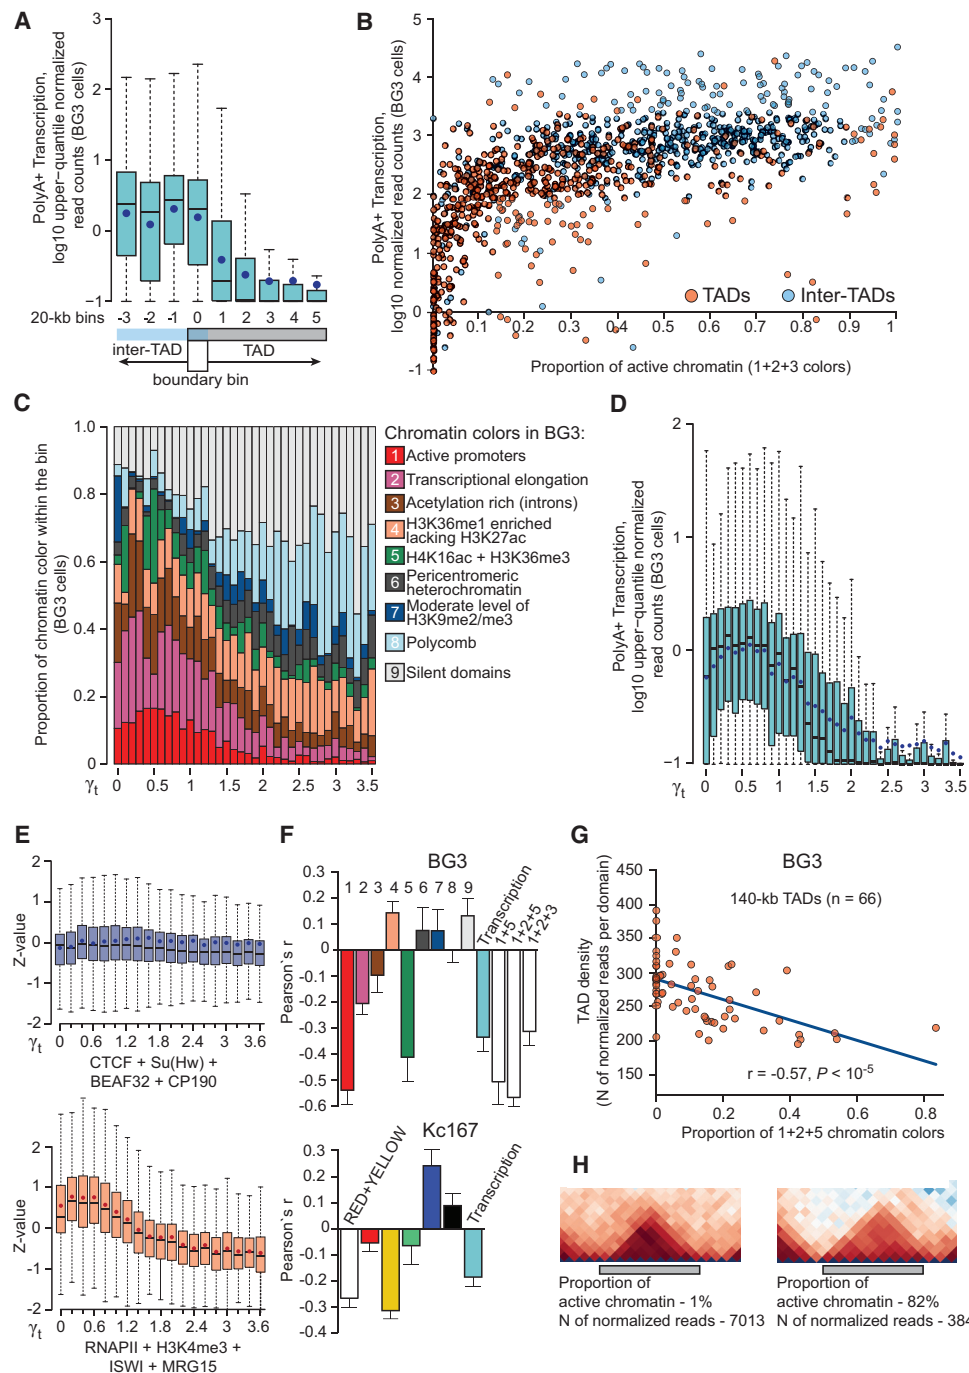 A
PolyA+ Transcription,
log10 upper-quantile normalized
read counts (BG3 cells)
3
2
1
0
-1
20-kb bins
-3 -2 -1 0 1 2 3 4 5
inter-TAD
TAD
boundary bin
B
PolyA+ Transcription,
log10 normalized read counts (BG3 cells)
5
4
3
2
1
0
-1
TADs
Inter-TADs
0.1 0.2 0.3 0.4 0.5 0.6 0.7 0.8 0.9 1
Proportion of active chromatin (1+2+3 colors)
C
Proportion of chromatin color within the bin
(BG3 cells)
1.0
0.8
0.6
0.4
0.2
0
γt 0 0.5 1 1.5 2 2.5 3 3.5
Chromatin colors in BG3:
1 Active promoters
2 Transcriptional elongation
3 Acetylation rich (introns)
4 H3K36me1 enriched
lacking H3K27ac
5 H4K16ac + H3K36me3
6 Pericentromeric
heterochromatin
7 Moderate level of
H3K9me2/me3
8 Polycomb
9 Silent domains
D
PolyA+ Transcription,
log10 upper-quantile normalized
read counts (BG3 cells)
2
1
0
−1
γt 0 0.5 1 1.5 2 2.5 3 3.5
E
Z-value
2
1
0
-1
-2
γt 0 0.6 1.2 1.8 2.4 3 3.6
CTCF + Su(Hw) +
BEAF32 + CP190
Z-value
2
1
0
-1
-2
γt 0 0.6 1.2 1.8 2.4 3 3.6
RNAPII + H3K4me3 +
ISWI + MRG15
F
BG3
Pearson`s r
0.3
0.2
0.1
0
-0.1
-0.2
-0.3
-0.4
-0.5
-0.6
1 2 3 4 5 6 7 8 9
Transcription
1+5
1+2+5
1+2+3
Kc167
Pearson`s r
0.3
0.2
0.1
0
-0.1
-0.2
-0.3
-0.4
RED+YELLOW
Transcription
G
BG3
TAD density
(N of normalized reads per domain)
450
400
350
300
250
200
150
140-kb TADs (n = 66)
r = -0.57, P < 10-5
0 0.2 0.4 0.6 0.8
Proportion of 1+2+5 chromatin colors
H
Proportion of
active chromatin - 1%
N of normalized reads - 7013
Proportion of
active chromatin - 82%
N of normalized reads - 384